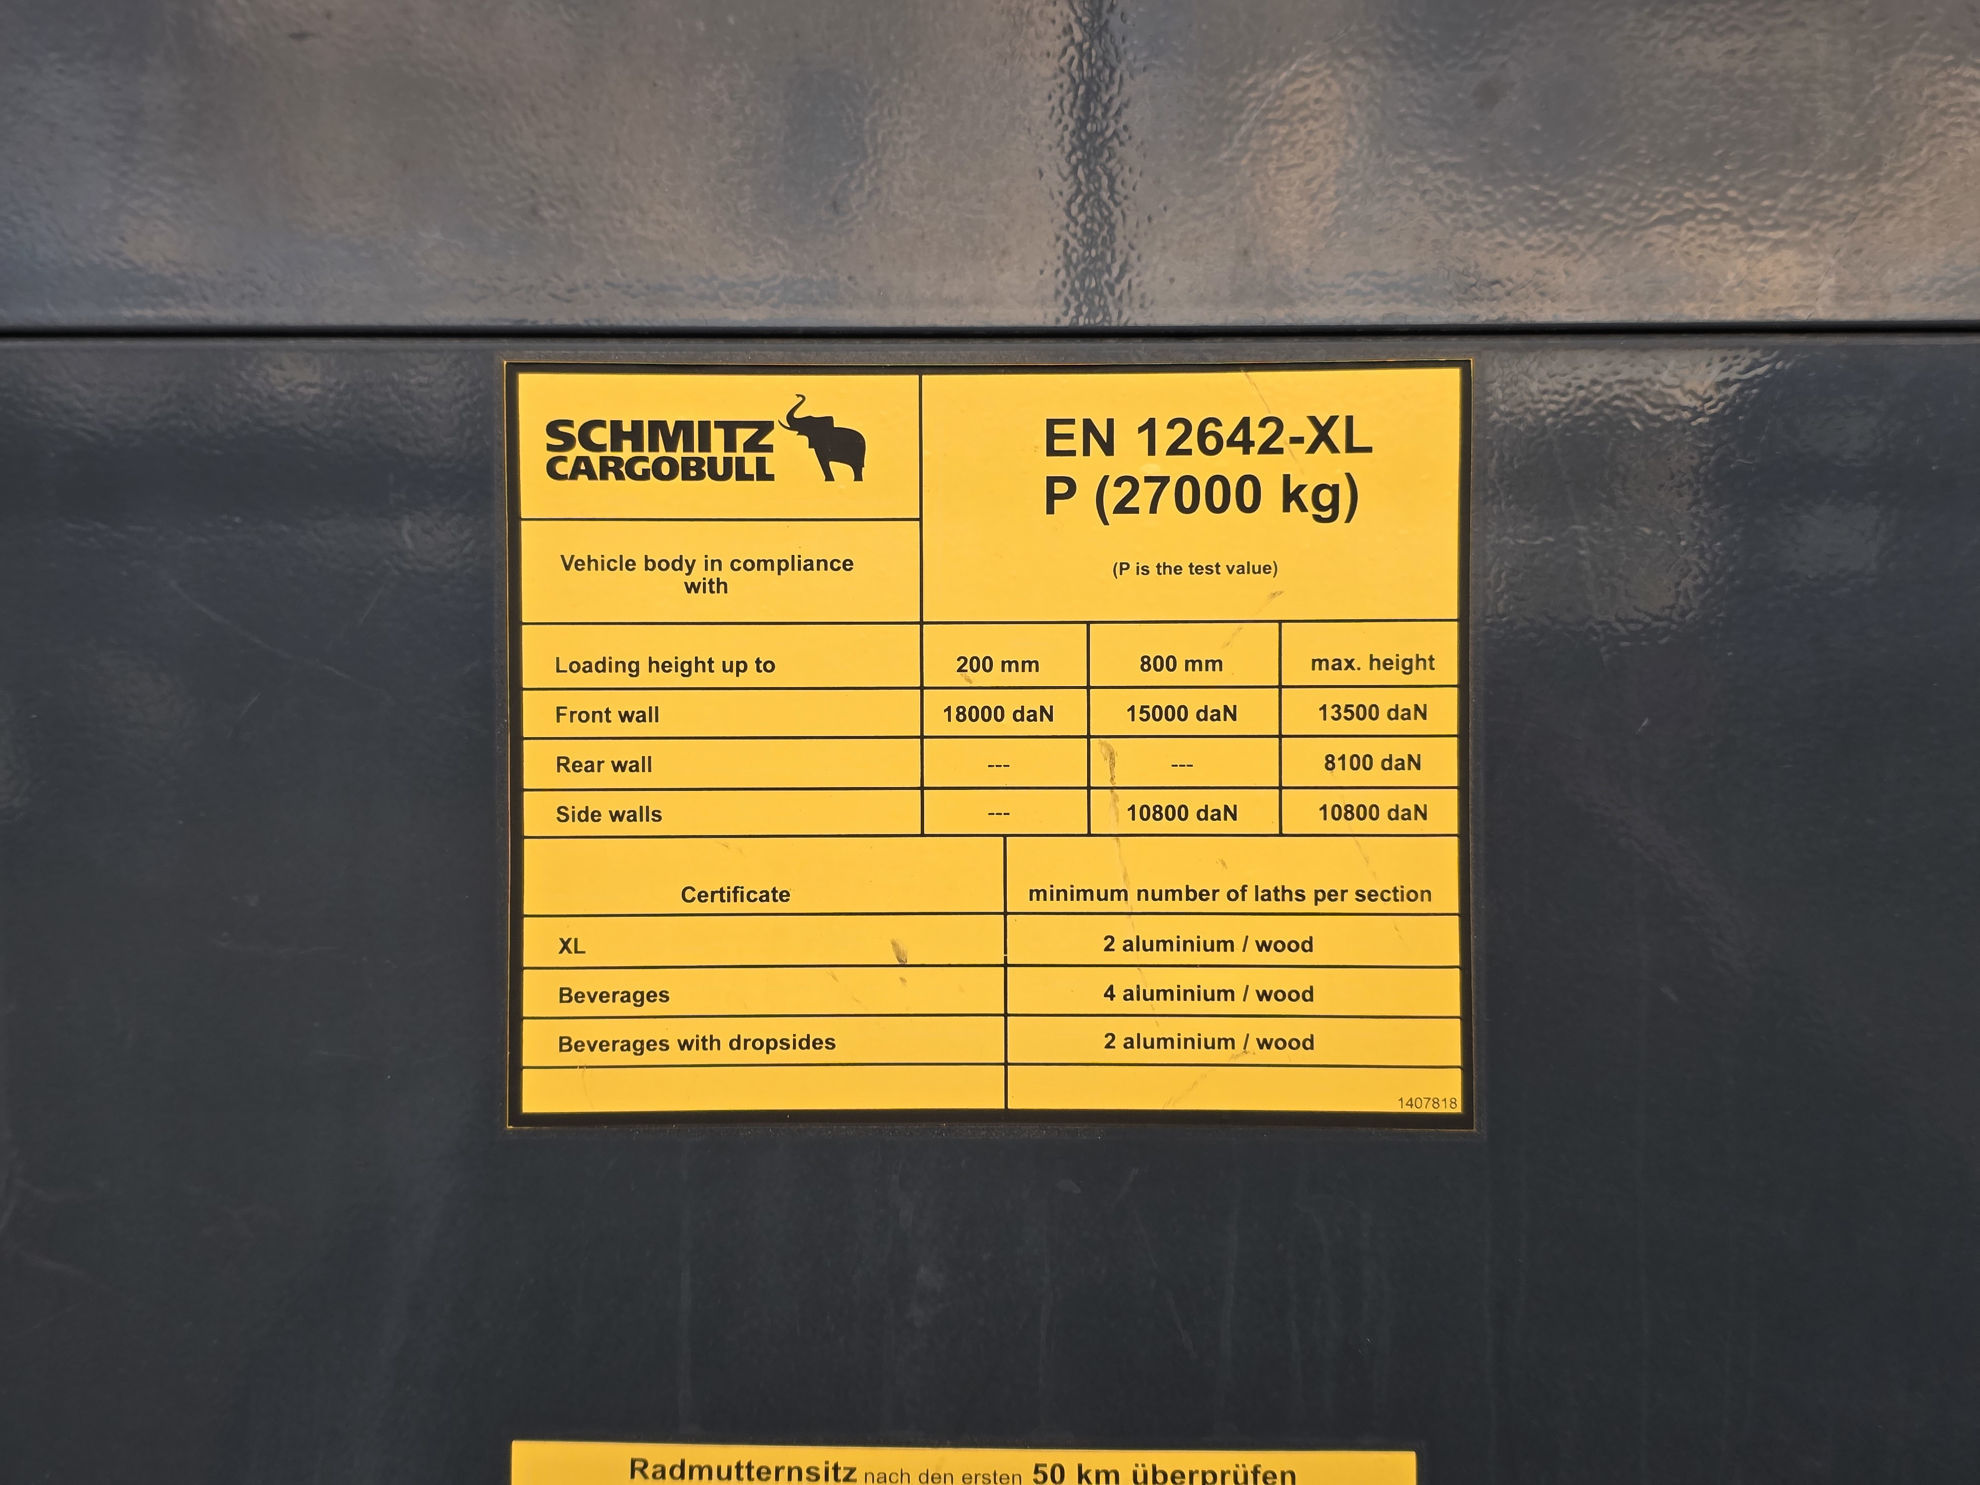 SCHMITZ
CARGOBULL
EN 12642-XL
P (27000 kg)
(P is the test value)
Vehicle body in compliance
with
Loading height up to 200 mm 800 mm max. height
Front wall 18000 daN 15000 daN 13500 daN
Rear wall --- --- 8100 daN
Side walls --- 10800 daN 10800 daN
Certificate minimum number of laths per section
XL 2 aluminium / wood
Beverages 4 aluminium / wood
Beverages with dropsides 2 aluminium / wood
1407818
Radmutternsitz nach den ersten 50 km überprüfen